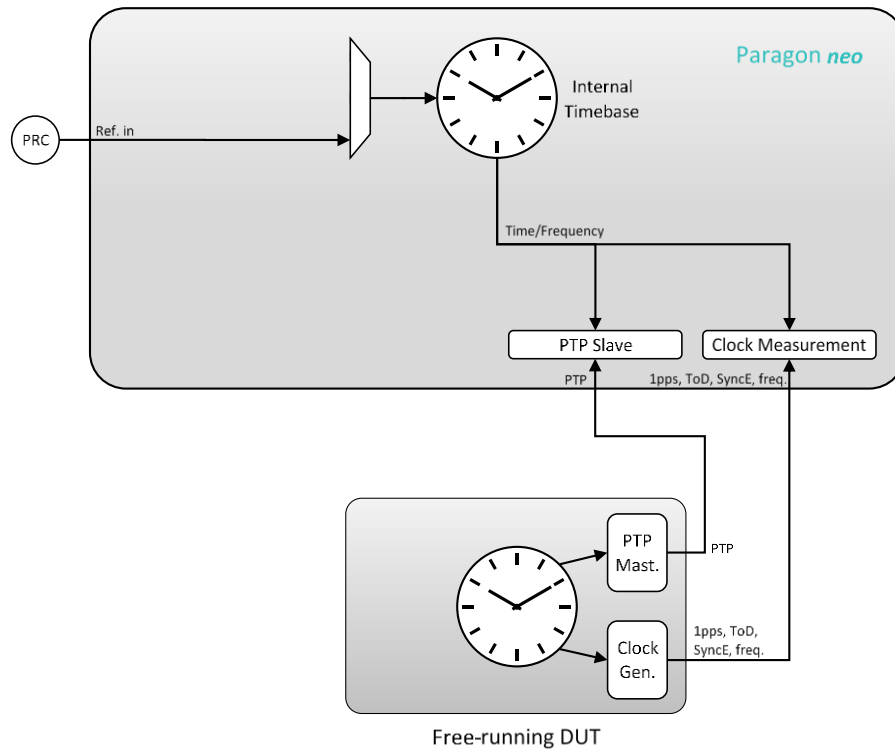 Paragon neo
Internal
Timebase
PRC
Ref. in
Time/Frequency
PTP Slave
Clock Measurement
PTP
1pps, ToD, SyncE, freq.
PTP
Mast.
PTP
Clock
Gen.
1pps, ToD,
SyncE, freq.
Free-running DUT